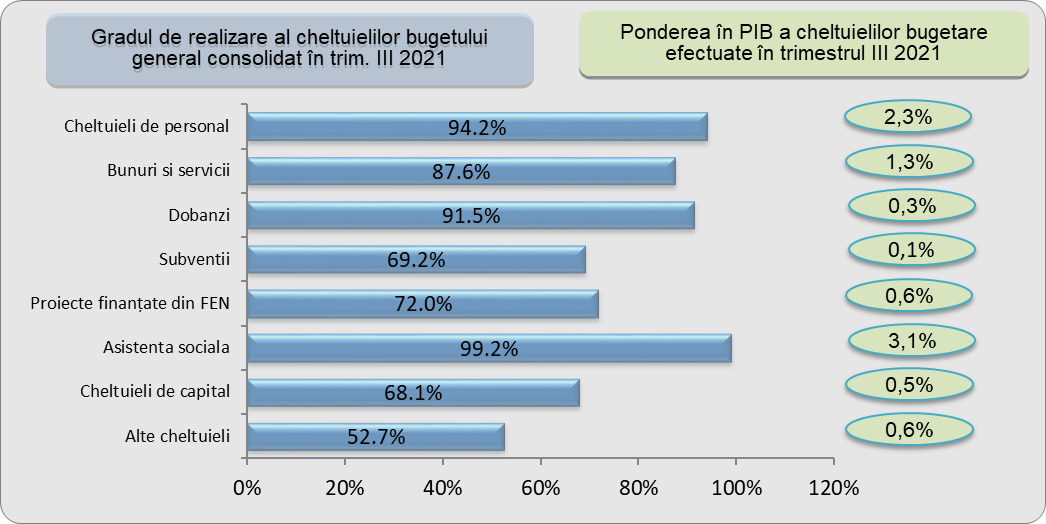 Gradul de realizare al cheltuielilor bugetului
general consolidat în trim. III 2021
Ponderea în PIB a cheltuielilor bugetare
efectuate în trimestrul III 2021
Cheltuieli de personal 94.2% 2,3%
Bunuri si servicii 87.6% 1,3%
Dobanzi 91.5% 0,3%
Subventii 69.2% 0,1%
Proiecte finanțate din FEN 72.0% 0,6%
Asistenta sociala 99.2% 3,1%
Cheltuieli de capital 68.1% 0,5%
Alte cheltuieli 52.7% 0,6%
0% 20% 40% 60% 80% 100% 120%